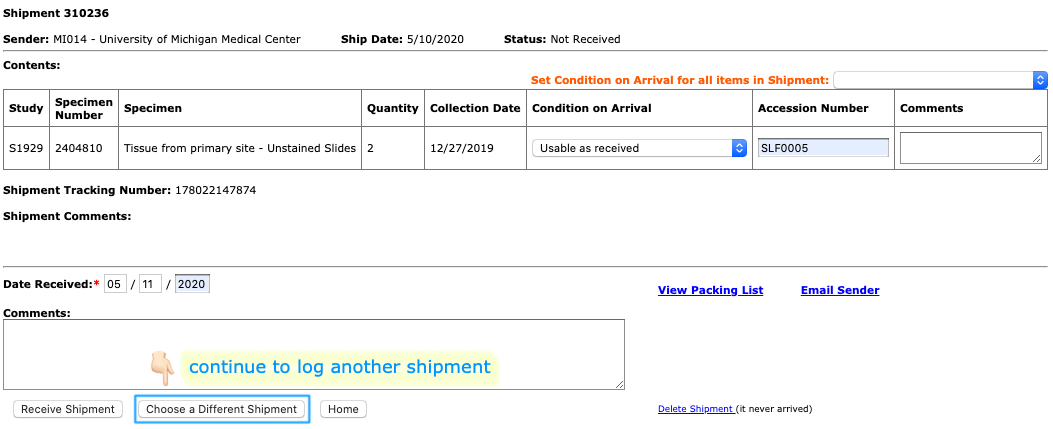 Shipment 310236
Sender: MI014 - University of Michigan Medical Center Ship Date: 5/10/2020 Status: Not Received
Contents:
Set Condition on Arrival for all items in Shipment:
Study Specimen Number Specimen Quantity Collection Date Condition on Arrival Accession Number Comments
S1929 2404810 Tissue from primary site - Unstained Slides 2 12/27/2019 Usable as received SLF0005
Shipment Tracking Number: 178022147874
Shipment Comments:
Date Received:* 05 / 11 / 2020
View Packing List Email Sender
Comments:
continue to log another shipment
Receive Shipment Choose a Different Shipment Home Delete Shipment (it never arrived)